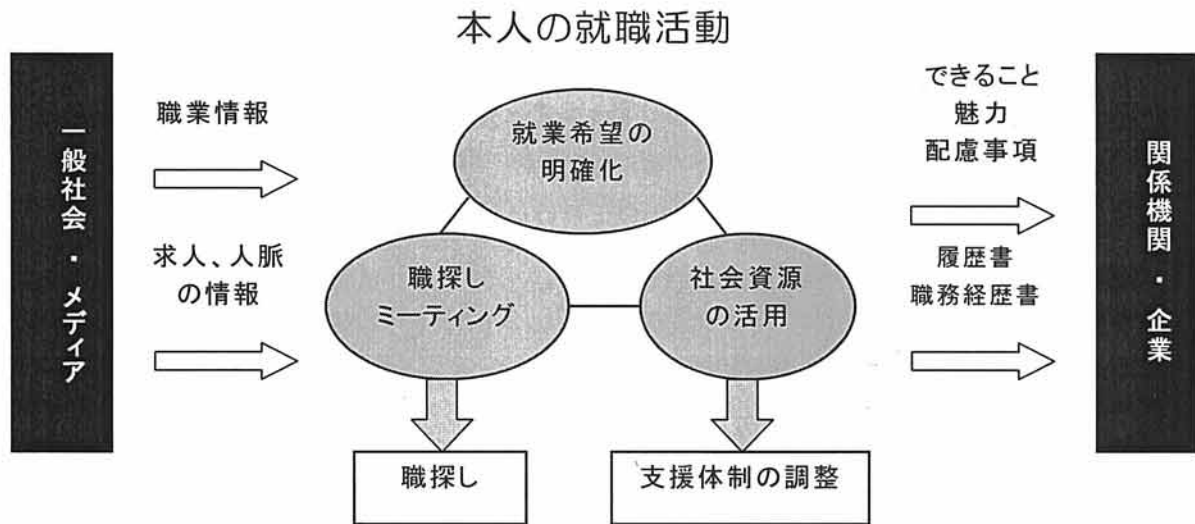 本人の就職活動
一般社会・メディア
職業情報
求人、人脈
の情報
就業希望の
明確化
職探し
ミーティング
社会資源
の活用
職探し
支援体制の調整
できること
魅力
配慮事項
履歴書
職務経歴書
関係機関・企業